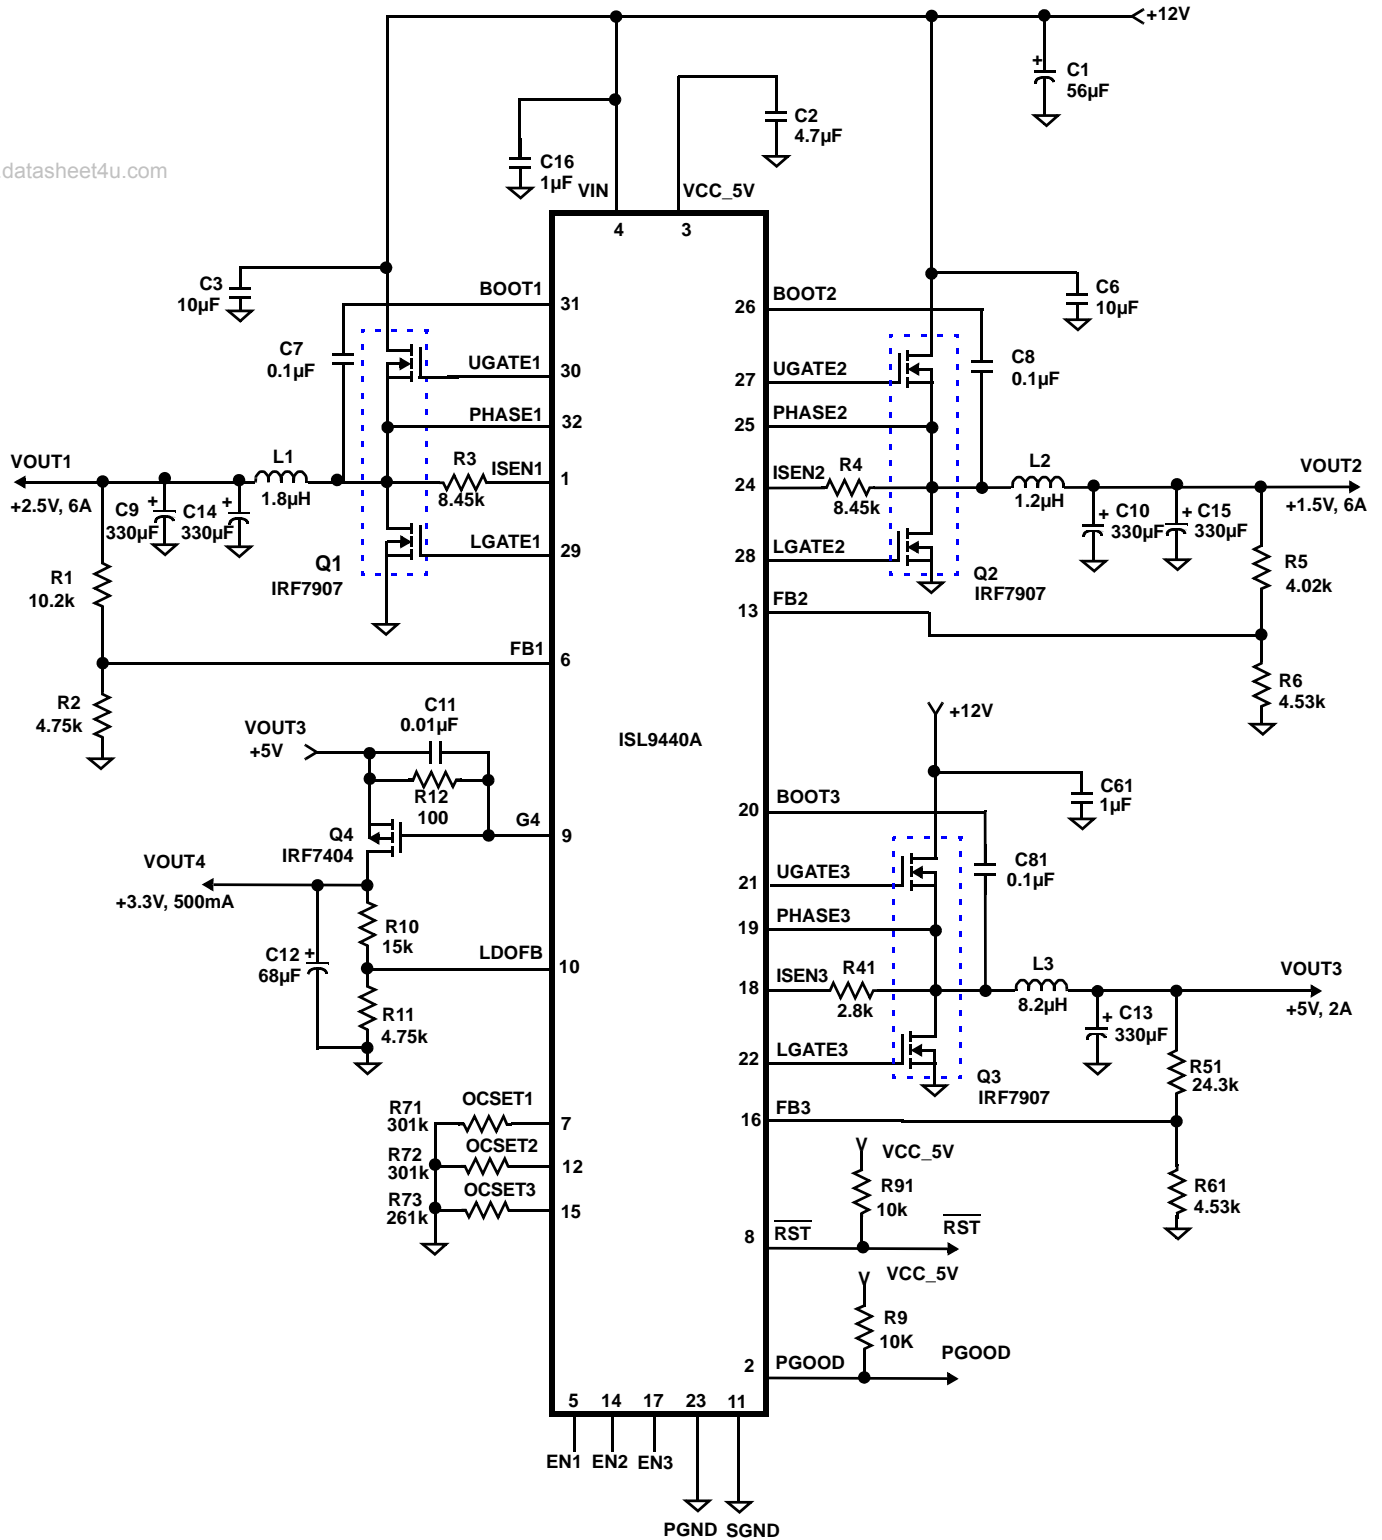 +12V
C1
56µF
C2
4.7µF
datasheet4u.com
C16
1µF
VIN
VCC_5V
4
3
C3
10µF
BOOT1
31
C7
0.1µF
UGATE1
30
PHASE1
32
VOUT1
+2.5V, 6A
L1
1.8µH
R3
8.45k
ISEN1
1
C9
330µF
C14
330µF
LGATE1
29
Q1
IRF7907
R1
10.2k
FB1
6
R2
4.75k
26
BOOT2
C6
10µF
27
UGATE2
C8
0.1µF
25
PHASE2
24
ISEN2
R4
8.45k
L2
1.2µH
VOUT2
+1.5V, 6A
C10
330µF
C15
330µF
28
LGATE2
Q2
IRF7907
R5
4.02k
13
FB2
R6
4.53k
ISL9440A
VOUT3
+5V
C11
0.01µF
R12
100
Q4
IRF7404
G4
9
VOUT4
+3.3V, 500mA
R10
15k
C12
68µF
LDOFB
10
R11
4.75k
+12V
C61
1µF
20
BOOT3
21
UGATE3
C81
0.1µF
19
PHASE3
18
ISEN3
R41
2.8k
L3
8.2µH
VOUT3
+5V, 2A
C13
330µF
22
LGATE3
Q3
IRF7907
R51
24.3k
16
FB3
R61
4.53k
R71
301k
OCSET1
7
R72
301k
OCSET2
12
R73
261k
OCSET3
15
VCC_5V
R91
10k
8
RST
RST
VCC_5V
R9
10K
2
PGOOD
PGOOD
5
14
17
23
11
EN1
EN2
EN3
PGND
SGND